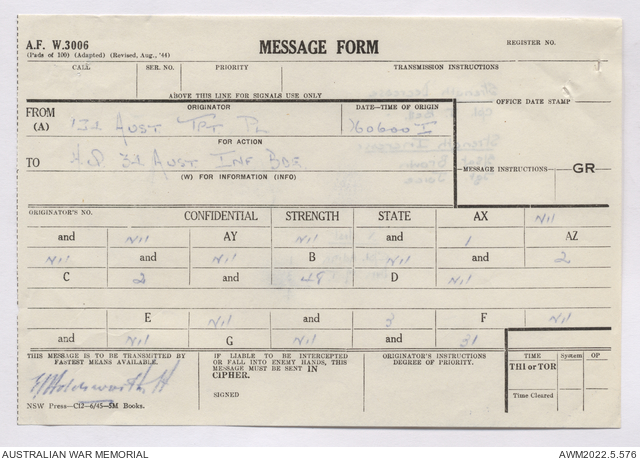 A.F. W.3006
(Pads of 100) (Adapted) (Revised, Aug., '44)
MESSAGE FORM
REGISTER NO.
CALL SER. NO. PRIORITY TRANSMISSION INSTRUCTIONS
ABOVE THIS LINE FOR SIGNALS USE ONLY
OFFICE DATE STAMP
ORIGINATOR DATE-TIME OF ORIGIN
FROM
(A) 13d AUST TPT PL 160600 I
FOR ACTION
TO H.Q 3d AUST INF BDE
(W) FOR INFORMATION (INFO)
MESSAGE INSTRUCTIONS GR
ORIGINATOR'S NO. CONFIDENTIAL STRENGTH STATE AX Nil
and Nil AY Nil and 1 AZ
Nil and Nil B Nil and 2
C 2 and 49 D Nil
E Nil and 3 F Nil
and Nil G Nil and 31
THIS MESSAGE IS TO BE TRANSMITTED BY
FASTEST MEANS AVAILABLE.
IF LIABLE TO BE INTERCEPTED
OR FALL INTO ENEMY HANDS, THIS
MESSAGE MUST BE SENT IN
CIPHER.
SIGNED
ORIGINATOR'S INSTRUCTIONS
DEGREE OF PRIORITY.
TIME System OP
THI or TOR
Time Cleared
NSW Press—C12—6/45—5M Books.
AUSTRALIAN WAR MEMORIAL AWM2022.5.576